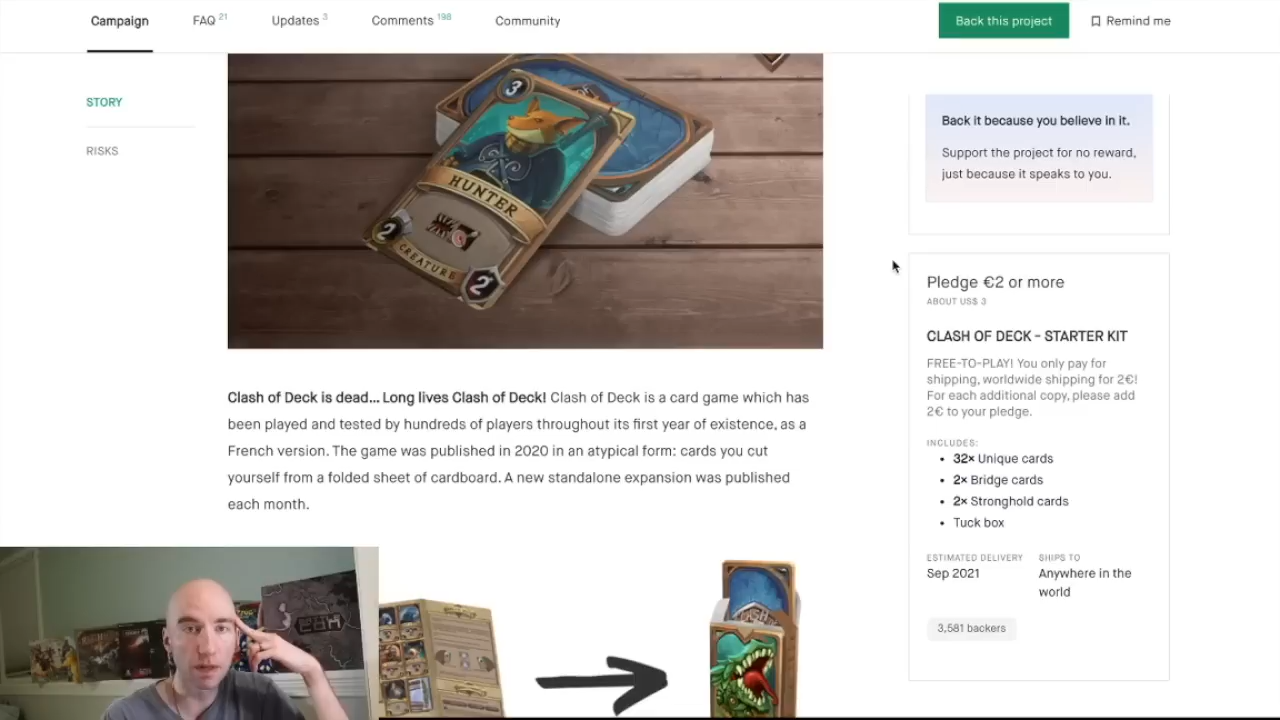 Campaign
FAQ 21
Updates 3
Comments 198
Community
Back this project
Remind me
STORY
RISKS
3
HUNTER
2
CREATURE
2
Clash of Deck is dead... Long lives Clash of Deck! Clash of Deck is a card game which has
been played and tested by hundreds of players throughout its first year of existence, as a
French version. The game was published in 2020 in an atypical form: cards you cut
yourself from a folded sheet of cardboard. A new standalone expansion was published
each month.
Back it because you believe in it.
Support the project for no reward,
just because it speaks to you.
Pledge €2 or more
ABOUT US$ 3
CLASH OF DECK - STARTER KIT
FREE-TO-PLAY! You only pay for
shipping, worldwide shipping for 2€!
For each additional copy, please add
2€ to your pledge.
INCLUDES:
• 32× Unique cards
• 2× Bridge cards
• 2× Stronghold cards
• Tuck box
ESTIMATED DELIVERY
Sep 2021
SHIPS TO
Anywhere in the
world
3,581 backers